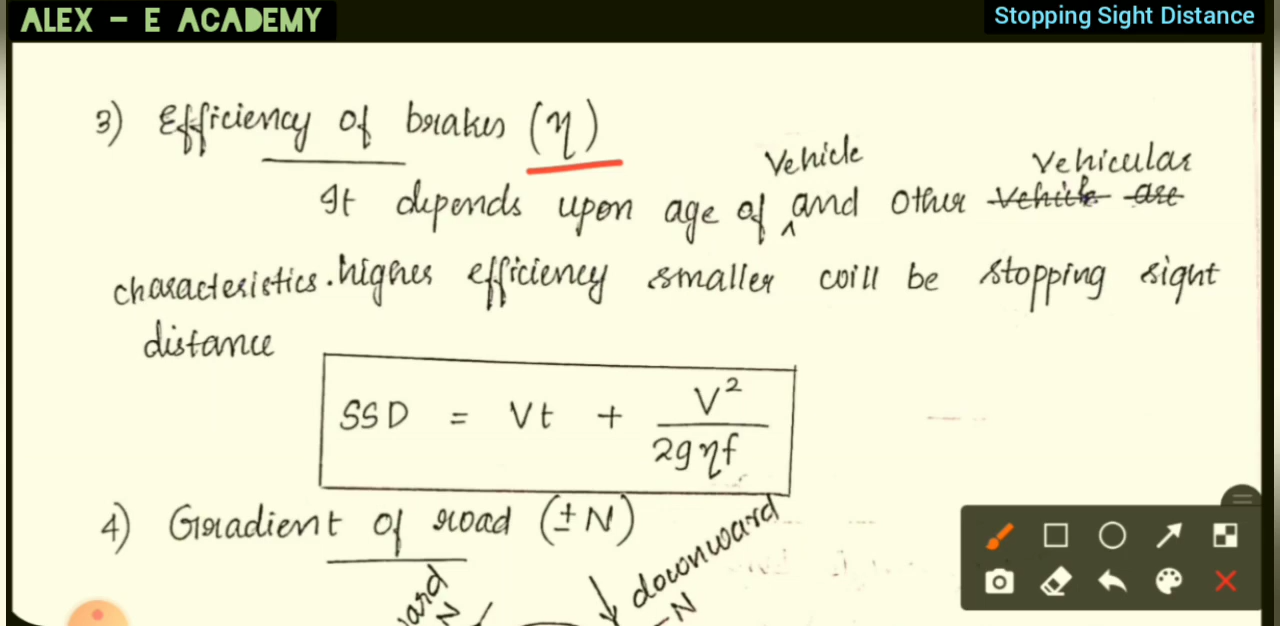 ALEX - E ACADEMY
Stopping Sight Distance
3) Efficiency of brakes (η)
Vehicle vehicular
It depends upon age of ^ and other vehicle are
characteristics. higher efficiency smaller will be stopping sight
distance
SSD = Vt + V²/2gηf
4) Gradient of road (±N)
downward
-N
ard
N